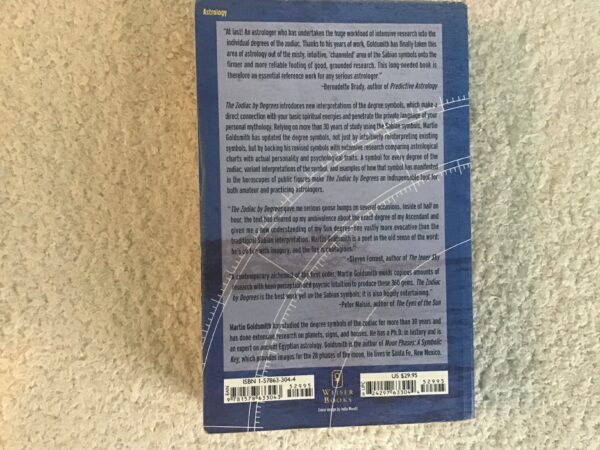 Astrology
"At last! An astrologer who has undertaken the huge workload of intensive research into the
individual degrees of the zodiac. Thanks to his years of work, Goldsmith has finally taken this
area of astrology out of the misty, intuitive, 'channeled' area of the Sabian symbols onto the
firmer and more reliable footing of good, grounded research. This long-needed book is
therefore an essential reference work for any serious astrologer."
–Bernadette Brady, author of Predictive Astrology
The Zodiac by Degrees introduces new interpretations of the degree symbols, which make a
direct connection with your basic spiritual energies and penetrate the private language of your
personal mythology. Relying on more than 30 years of study using the Sabian symbols, Martin
Goldsmith has updated the degree symbols, not just by intuitively reinterpreting existing
symbols, but by backing his revised symbols with extensive research comparing astrological
charts with actual personality and psychological traits. A symbol for every degree of the
zodiac, variant interpretations of the symbol, and examples of how that symbol has manifested
in the horoscopes of public figures make The Zodiac by Degrees an indispensable tool for
both amateur and practicing astrologers.
"The Zodiac by Degrees gave me serious goose bumps on several occasions. Inside of half an
hour, the text has cleared up my ambivalence about the exact degree of my Ascendant and
given me a new understanding of my Sun degree–one vastly more evocative than the
traditional Sabian interpretation. Martin Goldsmith is a poet in the old sense of the word:
he's on fire with imagery, and the fire is contagious."
–Steven Forrest, author of The Inner Sky
"A contemporary alchemist of the first order, Martin Goldsmith molds copious amounts of
research with keen perception and psychic intuition to produce these 360 gems. The Zodiac
by Degrees is the best work yet on the Sabian symbols; it is also hugely entertaining."
–Peter Malsin, author of The Eyes of the Sun
Martin Goldsmith has studied the degree symbols of the zodiac for more than 30 years and
has done extensive research on planets, signs, and houses. He has a Ph.D. in history and is
an expert on ancient Egyptian astrology. Goldsmith is the author of Moon Phases: A Symbolic
Key, which provides images for the 28 phases of the moon. He lives in Santa Fe, New Mexico.
ISBN 1-57863-304-4
52995
EAN
9 781578 633043
WEISER
BOOKS
Cover design by
US $29.95
52995
UPC
24297 63304